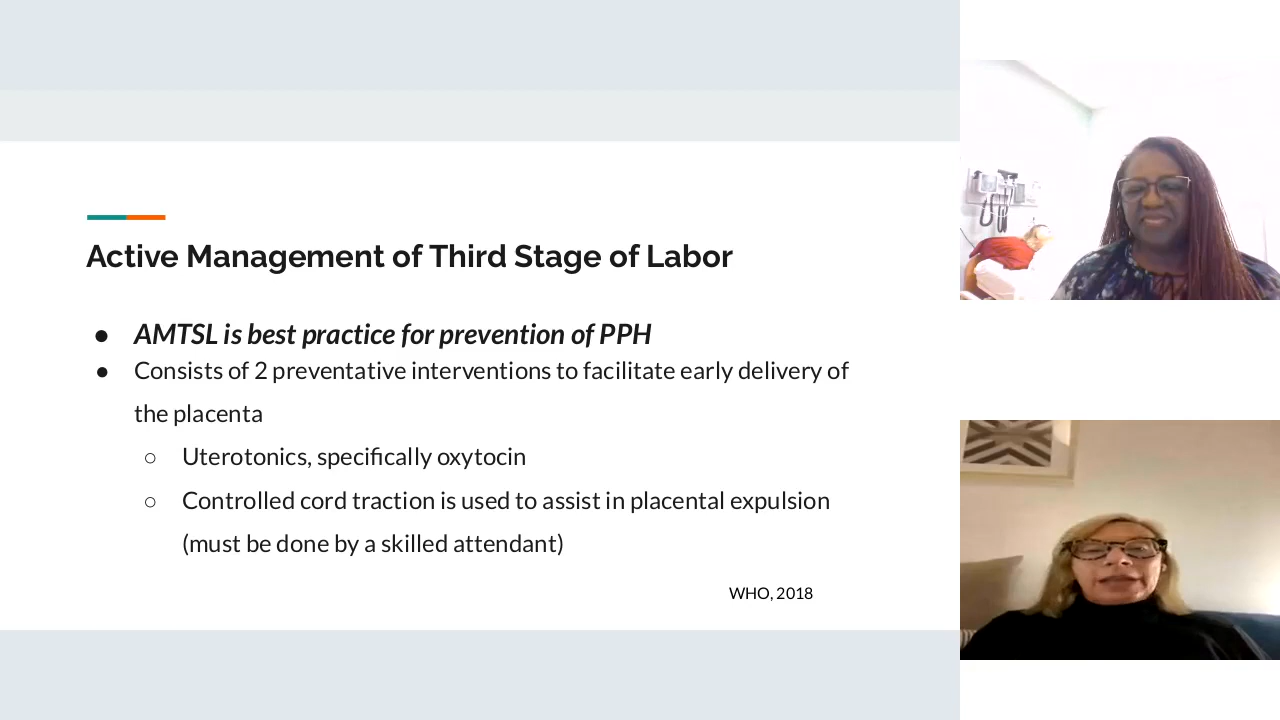 Active Management of Third Stage of Labor
● AMTSL is best practice for prevention of PPH
● Consists of 2 preventative interventions to facilitate early delivery of
the placenta
○ Uterotonics, specifically oxytocin
○ Controlled cord traction is used to assist in placental expulsion
(must be done by a skilled attendant)
WHO, 2018